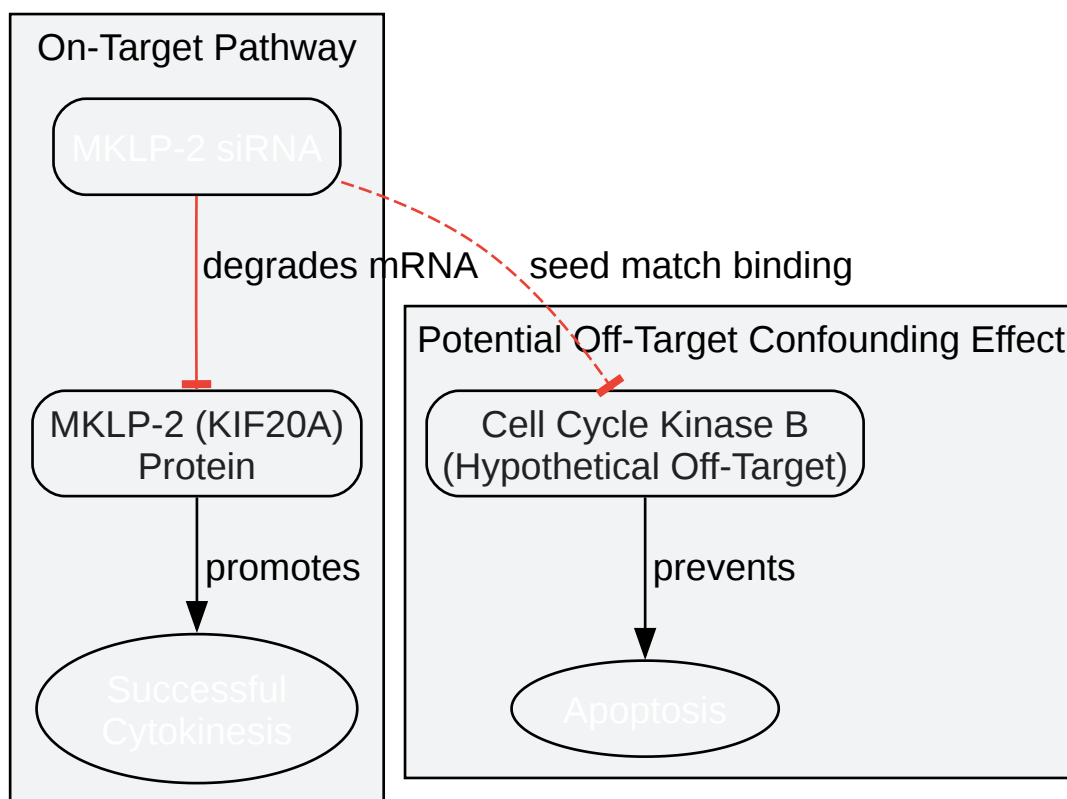 On-Target Pathway
MKLP-2 siRNA
degrades mRNA
seed match binding
Potential Off-Target Confounding Effect
MKLP-2 (KIF20A)
Protein
Cell Cycle Kinase B
(Hypothetical Off-Target)
promotes
prevents
Successful
Cytokinesis
Apoptosis